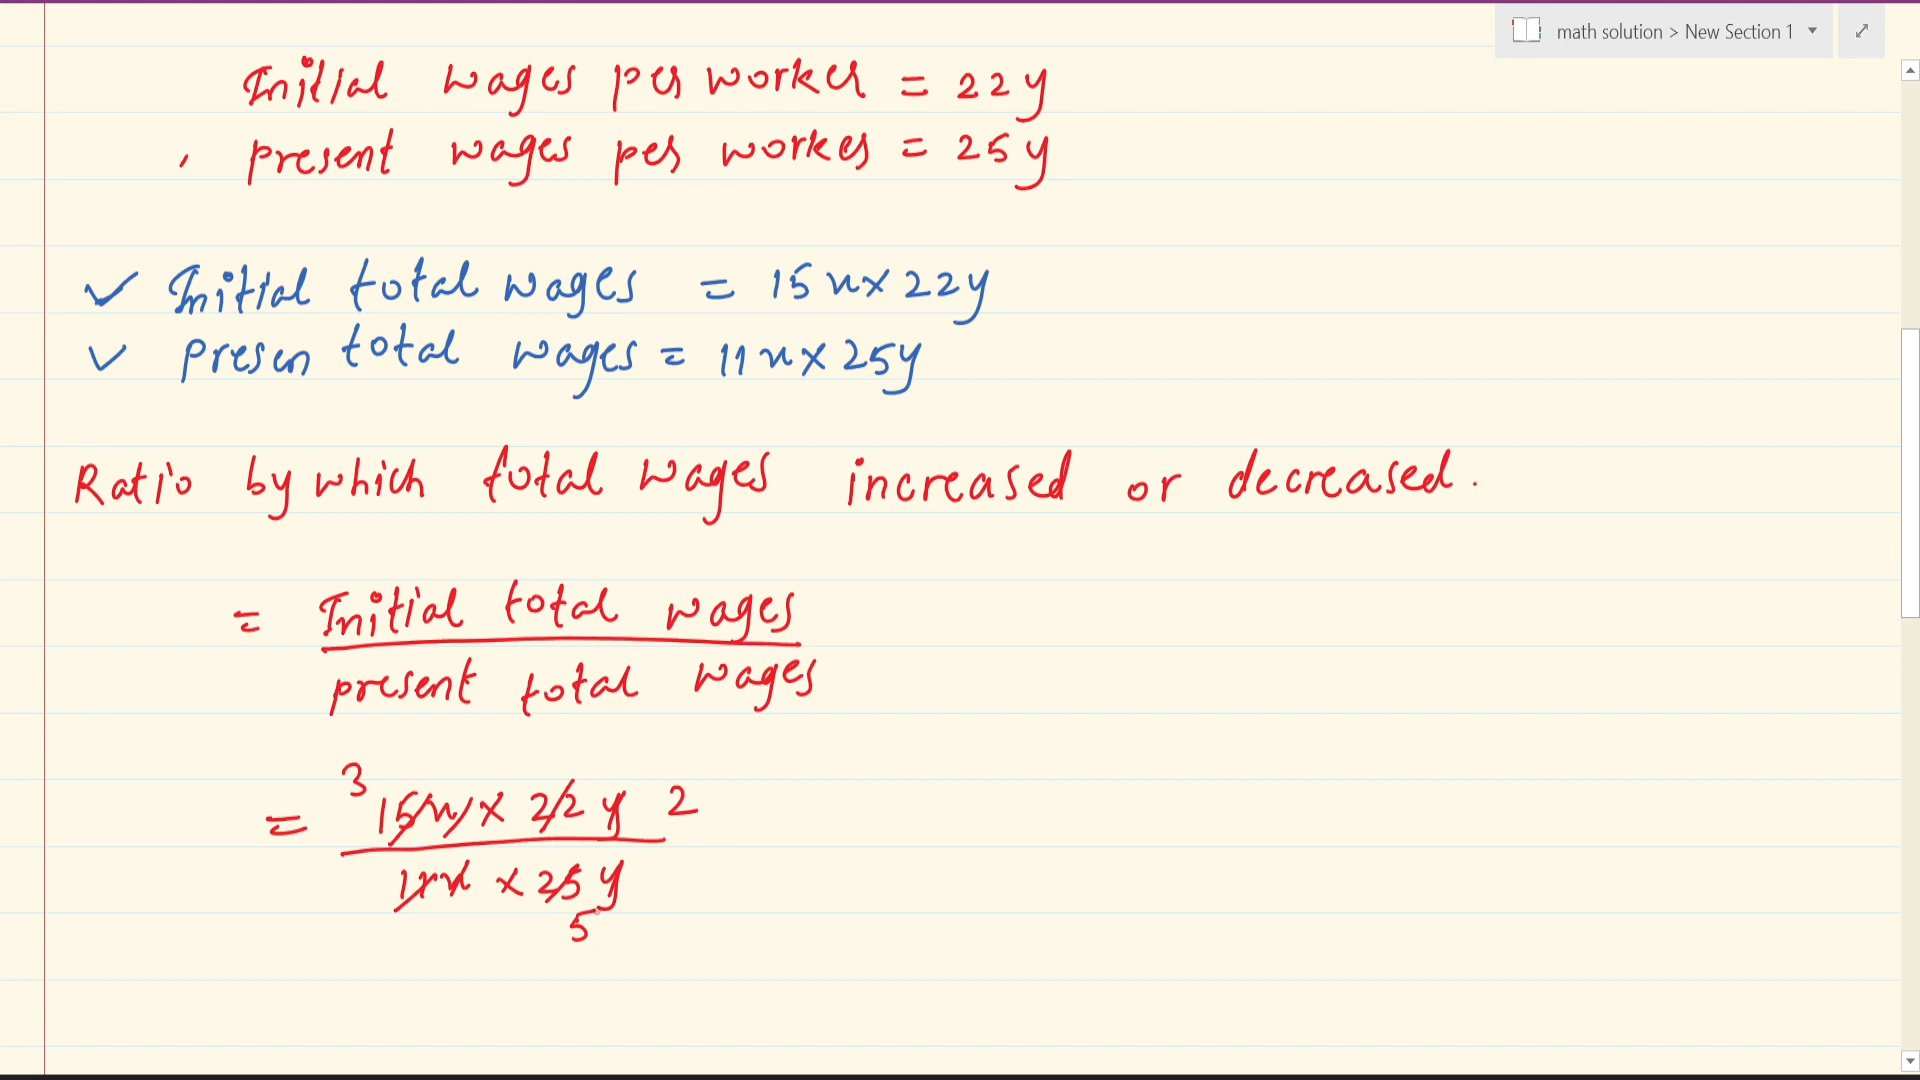 math solution > New Section 1
Initial wages per worker = 22y
, present wages per worker = 25y
✓ Initial total wages = 15x × 22y
✓ presen total wages = 11x × 25y
Ratio by which total wages increased or decreased.
= Initial total wages
present total wages
3
= 15x × 22y 2
11x × 25y
5